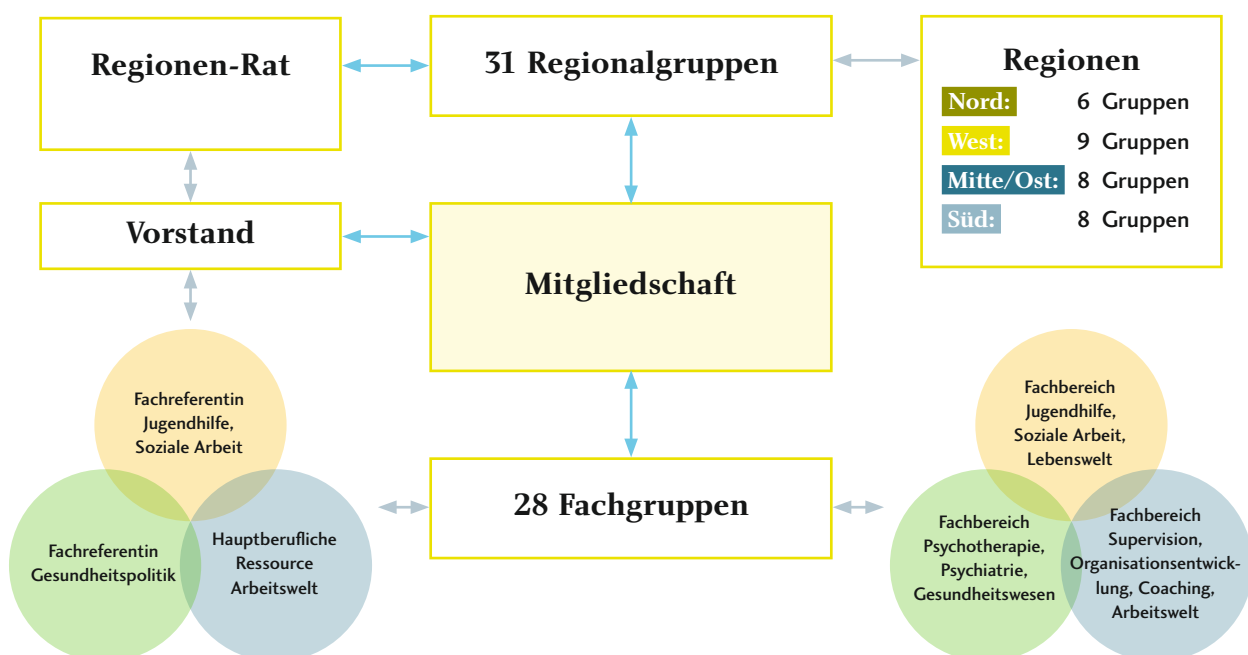 Regionen-Rat
31 Regionalgruppen
Regionen
Nord: 6 Gruppen
West: 9 Gruppen
Mitte/Ost: 8 Gruppen
Süd: 8 Gruppen
Vorstand
Mitgliedschaft
Fachreferentin
Jugendhilfe,
Soziale Arbeit
Fachreferentin
Gesundheitspolitik
Hauptberufliche
Ressource
Arbeitswelt
28 Fachgruppen
Fachbereich
Jugendhilfe,
Soziale Arbeit,
Lebenswelt
Fachbereich
Psychotherapie,
Psychiatrie,
Gesundheitswesen
Fachbereich
Supervision,
Organisationsentwick-
lung, Coaching,
Arbeitswelt